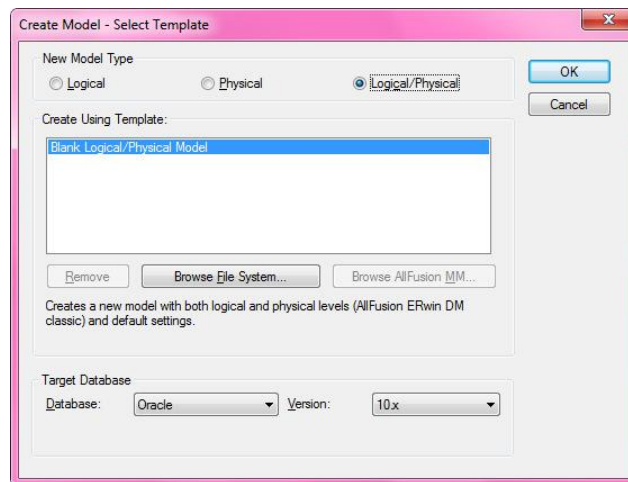 Create Model - Select Template
New Model Type
Logical
Physical
Logical/Physical
OK
Cancel
Create Using Template:
Blank Logical/Physical Model
Remove
Browse File System...
Browse AllFusion MM...
Creates a new model with both logical and physical levels (AllFusion ERwin DM
classic) and default settings.
Target Database
Database:
Oracle
Version:
10.x